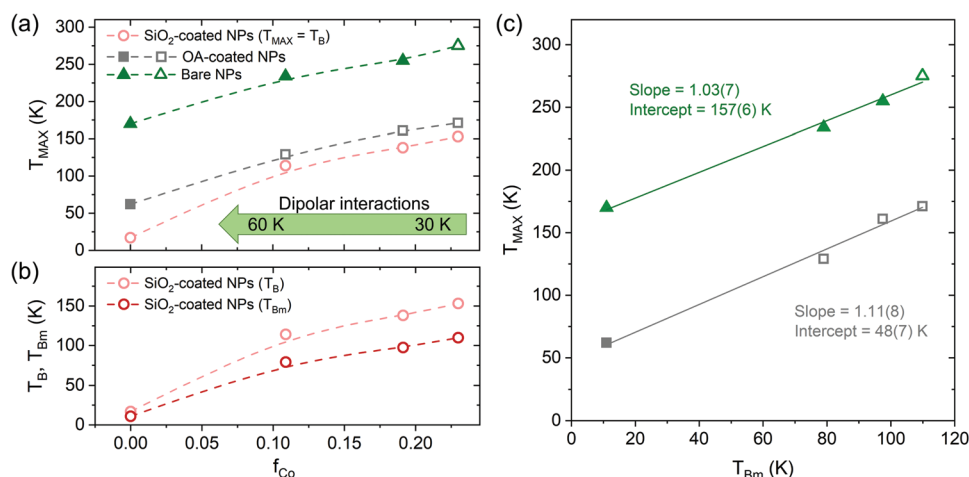 (a)
300
250
200
150
100
50
0
T_MAX (K)
SiO₂-coated NPs (T_MAX = T_B)
OA-coated NPs
Bare NPs
Dipolar interactions
60 K
30 K
(b)
150
100
50
0
T_B, T_Bm (K)
SiO₂-coated NPs (T_B)
SiO₂-coated NPs (T_Bm)
0.00
0.05
0.10
0.15
0.20
f_Co
(c)
300
250
200
150
100
50
0
T_MAX (K)
Slope = 1.03(7)
Intercept = 157(6) K
Slope = 1.11(8)
Intercept = 48(7) K
0
20
40
60
80
100
120
T_Bm (K)